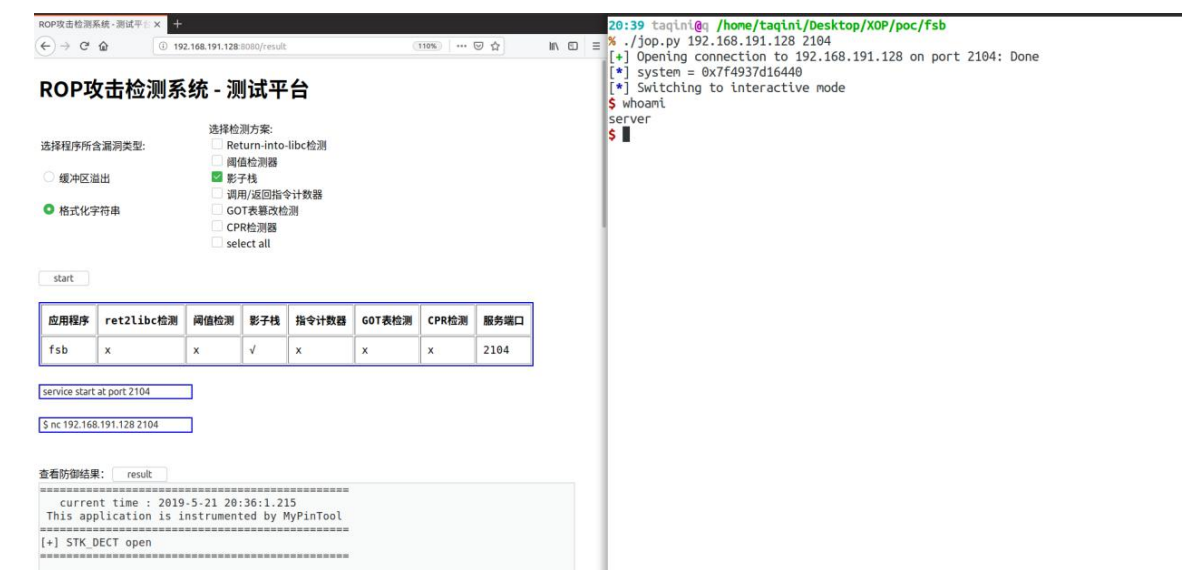 ROP攻击检测系统 - 测试平
192.168.191.128:8080/result
110%
ROP攻击检测系统 - 测试平台
选择程序所含漏洞类型:
缓冲区溢出
格式化字符串
选择检测方案:
Return-into-libc检测
阈值检测器
影子栈
调用/返回指令计数器
GOT表篡改检测
CPR检测器
select all
start
应用程序 ret2libc检测 阈值检测 影子栈 指令计数器 GOT表检测 CPR检测 服务端口
fsb x x √ x x x 2104
service start at port 2104
$ nc 192.168.191.128 2104
查看防御结果: result
================================================
current time : 2019-5-21 20:36:1.215
This application is instrumented by MyPinTool
================================================
[+] STK_DECT open
================================================
20:39 taqini@q /home/taqini/Desktop/XOP/poc/fsb
% ./jop.py 192.168.191.128 2104
[+] Opening connection to 192.168.191.128 on port 2104: Done
[*] system = 0x7f4937d16440
[*] Switching to interactive mode
$ whoami
server
$